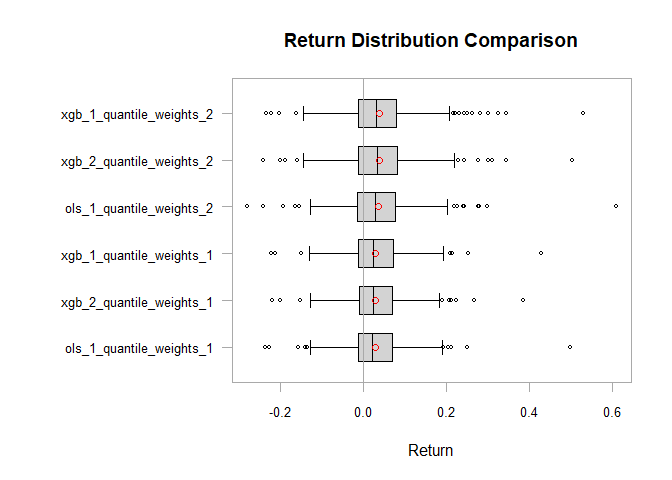 Return Distribution Comparison
xgb_1_quantile_weights_2
xgb_2_quantile_weights_2
ols_1_quantile_weights_2
xgb_1_quantile_weights_1
xgb_2_quantile_weights_1
ols_1_quantile_weights_1
-0.2 0.0 0.2 0.4 0.6
Return